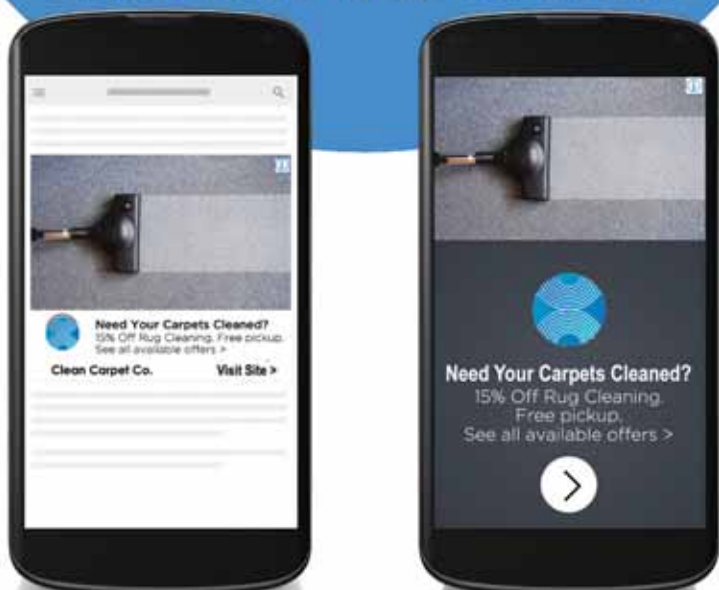 Need Your Carpets Cleaned?
15% Off Rug Cleaning. Free pickup.
See all available offers >
Clean Carpet Co.
Visit Site >
Need Your Carpets Cleaned?
15% Off Rug Cleaning.
Free pickup.
See all available offers >